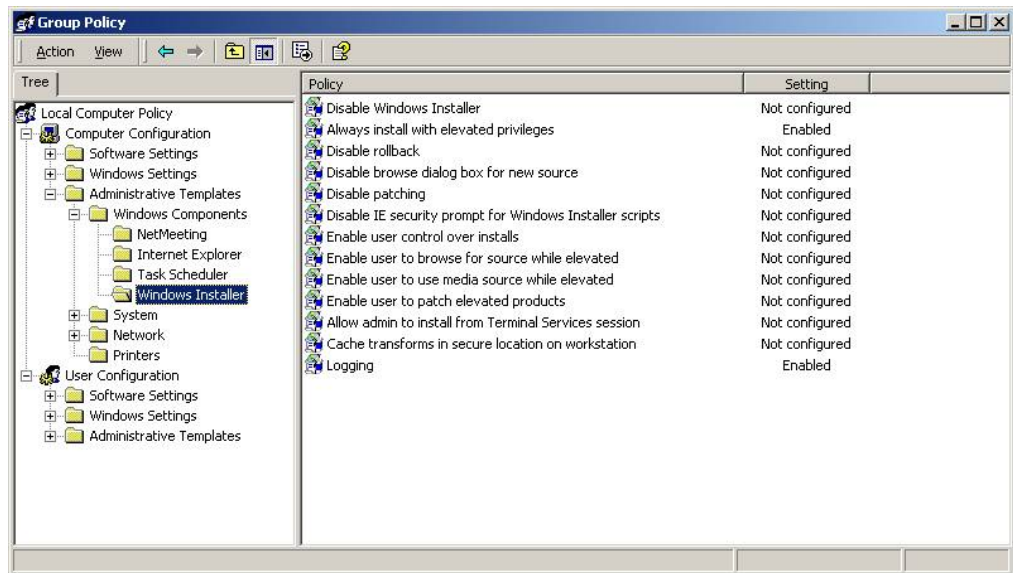 Group Policy
Action View
Tree
Policy Setting
Local Computer Policy
Computer Configuration
Software Settings
Windows Settings
Administrative Templates
Windows Components
NetMeeting
Internet Explorer
Task Scheduler
Windows Installer
System
Network
Printers
User Configuration
Software Settings
Windows Settings
Administrative Templates
Disable Windows Installer Not configured
Always install with elevated privileges Enabled
Disable rollback Not configured
Disable browse dialog box for new source Not configured
Disable patching Not configured
Disable IE security prompt for Windows Installer scripts Not configured
Enable user control over installs Not configured
Enable user to browse for source while elevated Not configured
Enable user to use media source while elevated Not configured
Enable user to patch elevated products Not configured
Allow admin to install from Terminal Services session Not configured
Cache transforms in secure location on workstation Not configured
Logging Enabled